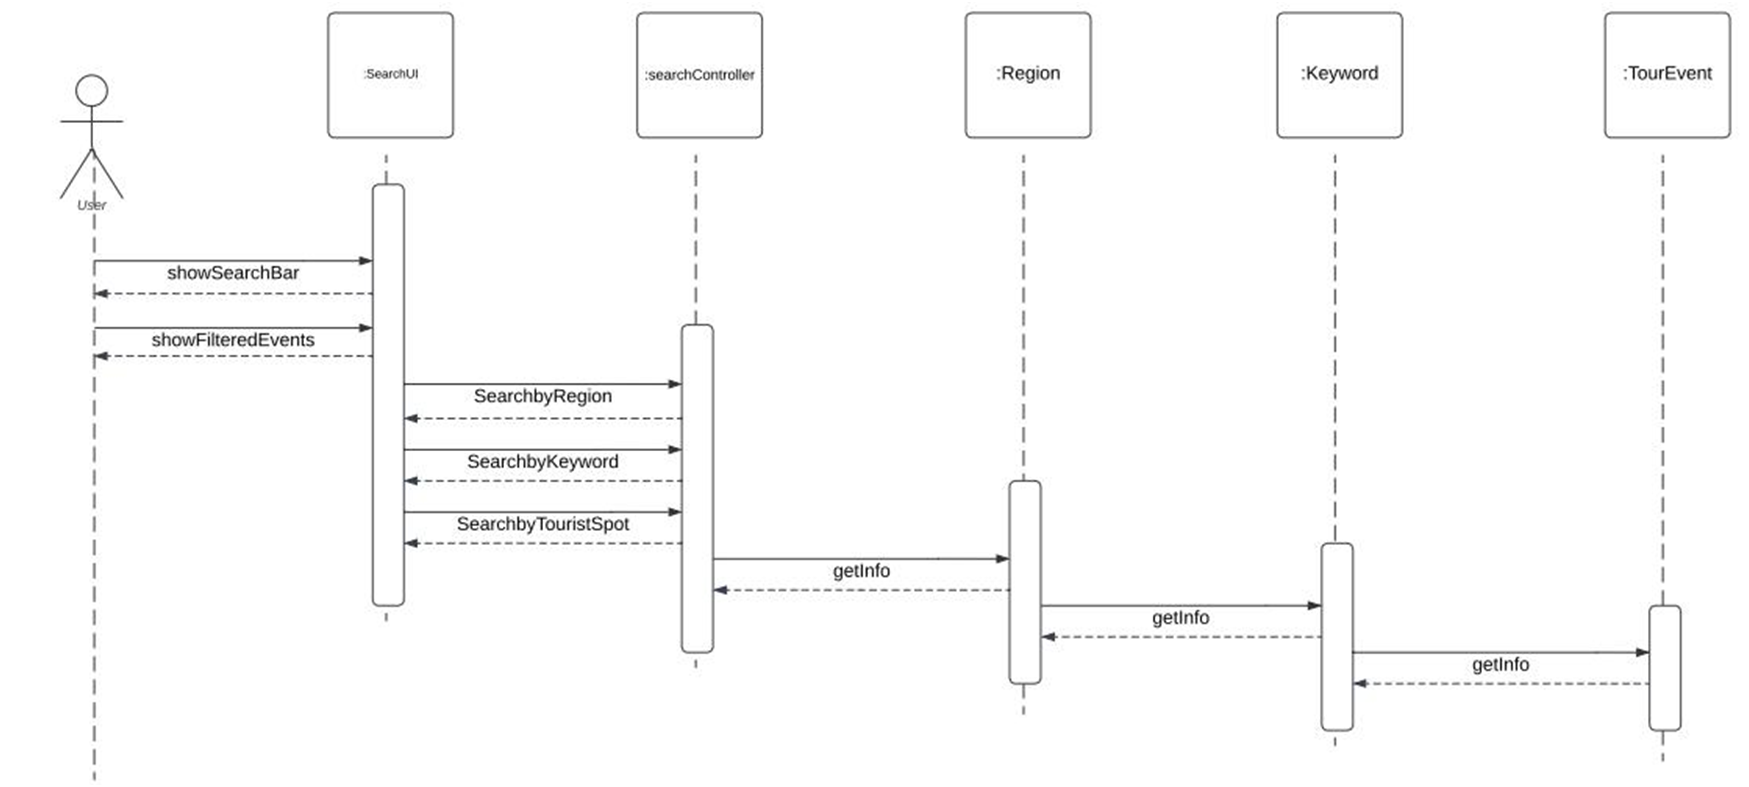 :SearchUI
:searchController
:Region
:Keyword
:TourEvent
User
showSearchBar
showFilteredEvents
SearchbyRegion
SearchbyKeyword
SearchbyTouristSpot
getInfo
getInfo
getInfo